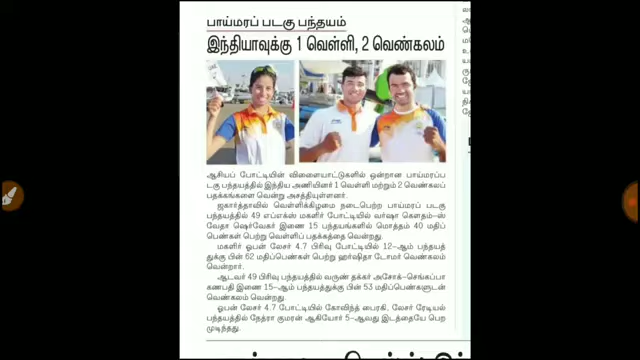 பாய்மரப் படகு பந்தயம்
இந்தியாவுக்கு 1 வெள்ளி, 2 வெண்கலம்
ஆசியப் போட்டியின் விளையாட்டுகளில் ஒன்றான பாய்மரப்ப
டகு பந்தயத்தில் இந்திய அணியினர் 1 வெள்ளி மற்றும் 2 வெண்கலப்
பதக்கங்களை வென்று அசத்தியுள்ளனர்.
ஜகார்த்தாவில் வெள்ளிக்கிழமை நடைபெற்ற பாய்மரப் படகு
பந்தயத்தில் 49 எப்எக்ஸ் மகளிர் போட்டியில் வர்ஷா கௌதம்-ஸ்
வேதா ஷெர்வேகர் இணை 15 பந்தயங்களில் மொத்தம் 40 மதிப்
பெண்கள் பெற்று வெள்ளிப் பதக்கத்தை வென்றது.
மகளிர் ஓபன் லேசர் 4.7 பிரிவு போட்டியில் 12-ஆம் பந்தயத்
துக்கு பின் 62 மதிப்பெண்கள் பெற்று ஹர்ஷிதா டோமர் வெண்கலம்
வென்றார்.
ஆடவர் 49 பிரிவு பந்தயத்தில் வருண் தக்கர் அசோக்-செங்கப்பா
கணபதி இணை 15-ஆம் பந்தயத்துக்கு பின் 53 மதிப்பெண்களுடன்
வெண்கலம் வென்றது.
ஓபன் லேசர் 4.7 போட்டியில் கோவிந்த் பைரகி, லேசர் ரேடியல்
பந்தயத்தில் நேத்ரா குமரன் ஆகியோர் 5-ஆவது இடத்தையே பெற
முடிந்தது.